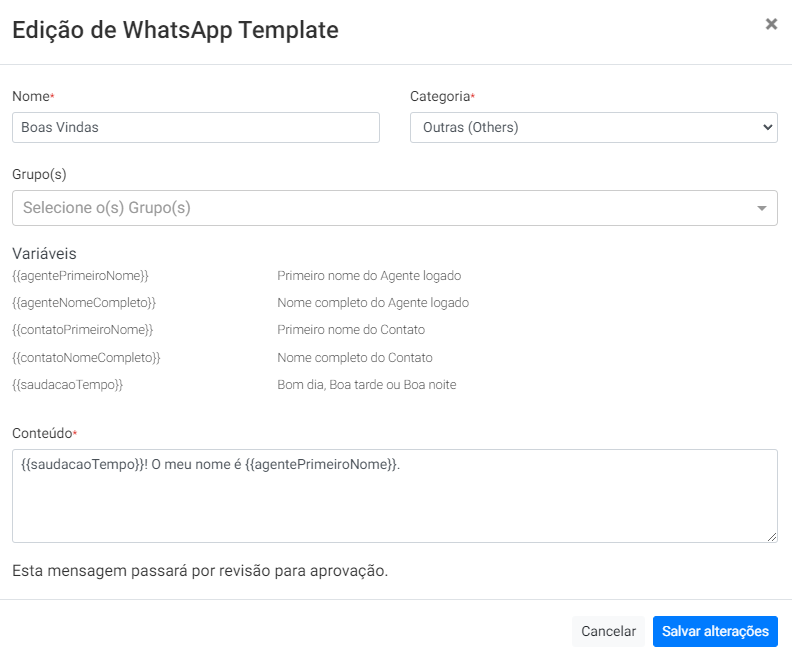 Edição de WhatsApp Template
×
Nome*
Categoria*
Boas Vindas
Outras (Others)
Grupo(s)
Selecione o(s) Grupo(s)
Variáveis
{{agentePrimeiroNome}} Primeiro nome do Agente logado
{{agenteNomeCompleto}} Nome completo do Agente logado
{{contatoPrimeiroNome}} Primeiro nome do Contato
{{contatoNomeCompleto}} Nome completo do Contato
{{saudacaoTempo}} Bom dia, Boa tarde ou Boa noite
Conteúdo*
{{saudacaoTempo}}! O meu nome é {{agentePrimeiroNome}}.
Esta mensagem passará por revisão para aprovação.
Cancelar
Salvar alterações